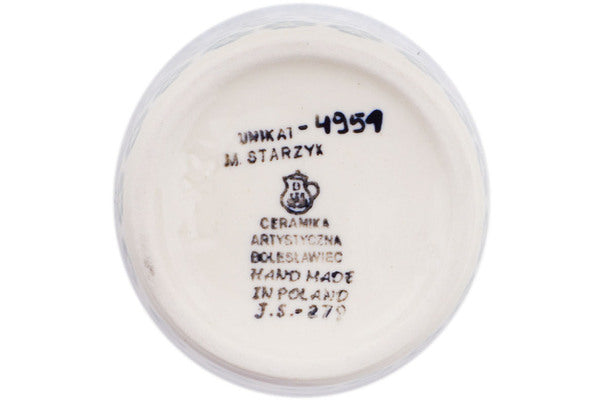 UNIKAT - 4959
M. STARZYK
CERAMIKA
ARTYSTYCZNA
BOLESŁAWIEC
HAND MADE
IN POLAND
J.S.-279